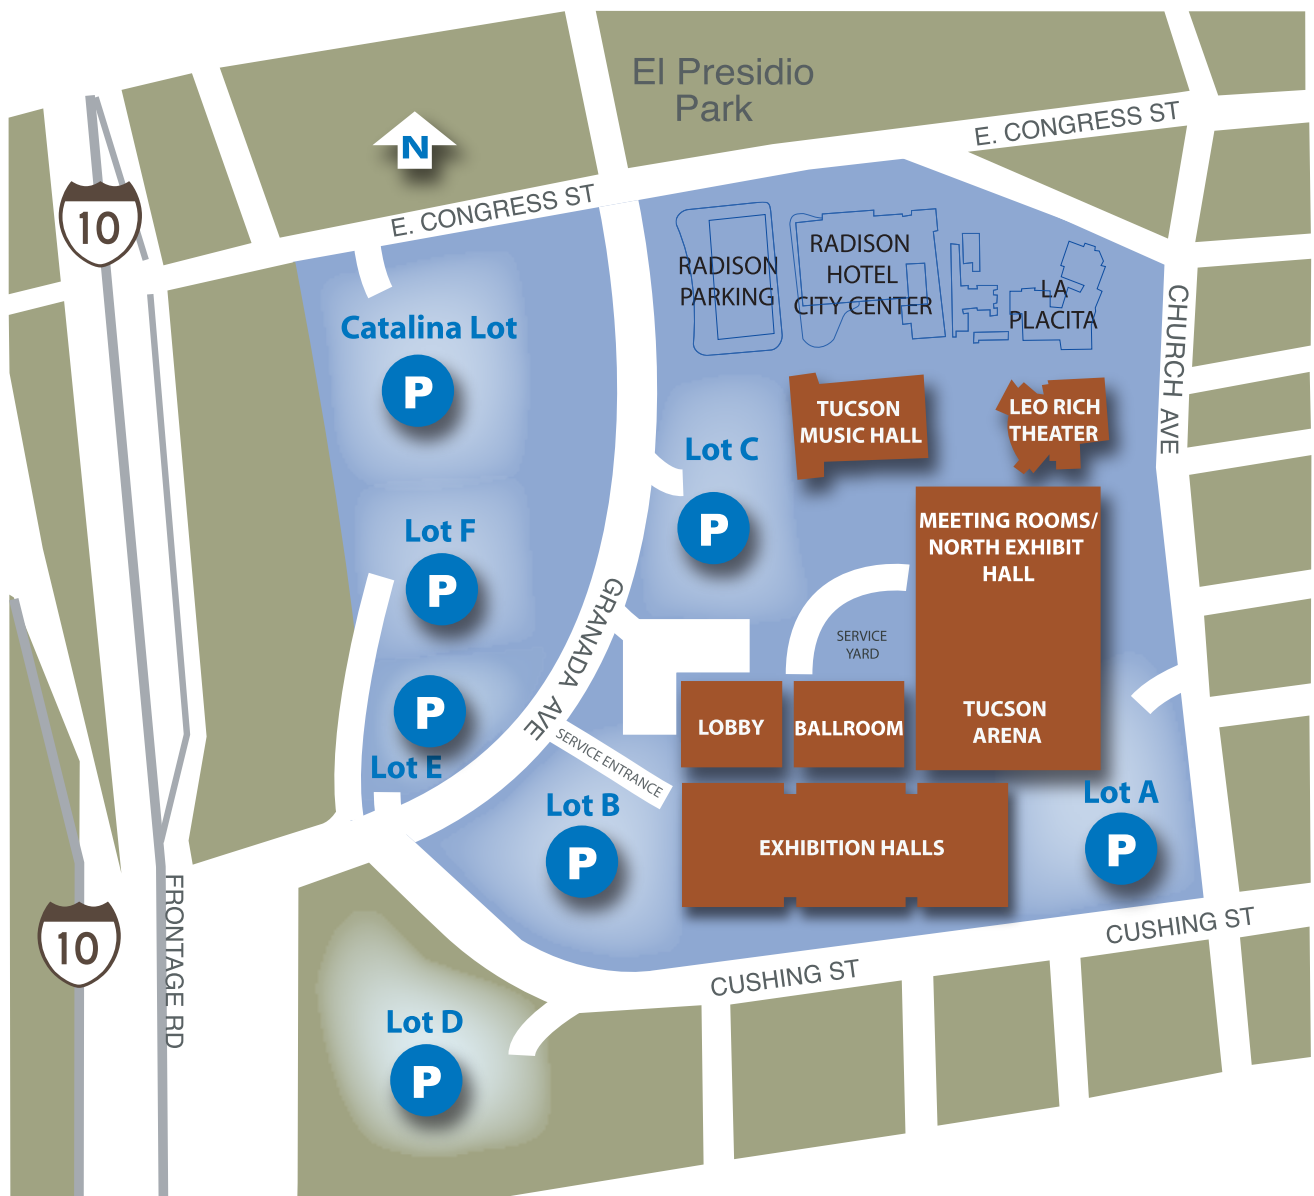 El Presidio
Park
E. CONGRESS ST
N
E. CONGRESS ST
10
RADISON
PARKING
RADISON
HOTEL
CITY CENTER
LA
PLACITA
CHURCH AVE
Catalina Lot
P
TUCSON
MUSIC HALL
LEO RICH
THEATER
Lot C
P
MEETING ROOMS/
NORTH EXHIBIT
HALL
Lot F
P
GRANADA AVE
SERVICE
YARD
P
Lot E
LOBBY
BALLROOM
TUCSON
ARENA
SERVICE ENTRANCE
Lot B
P
EXHIBITION HALLS
Lot A
P
10
FRONTAGE RD
CUSHING ST
CUSHING ST
Lot D
P